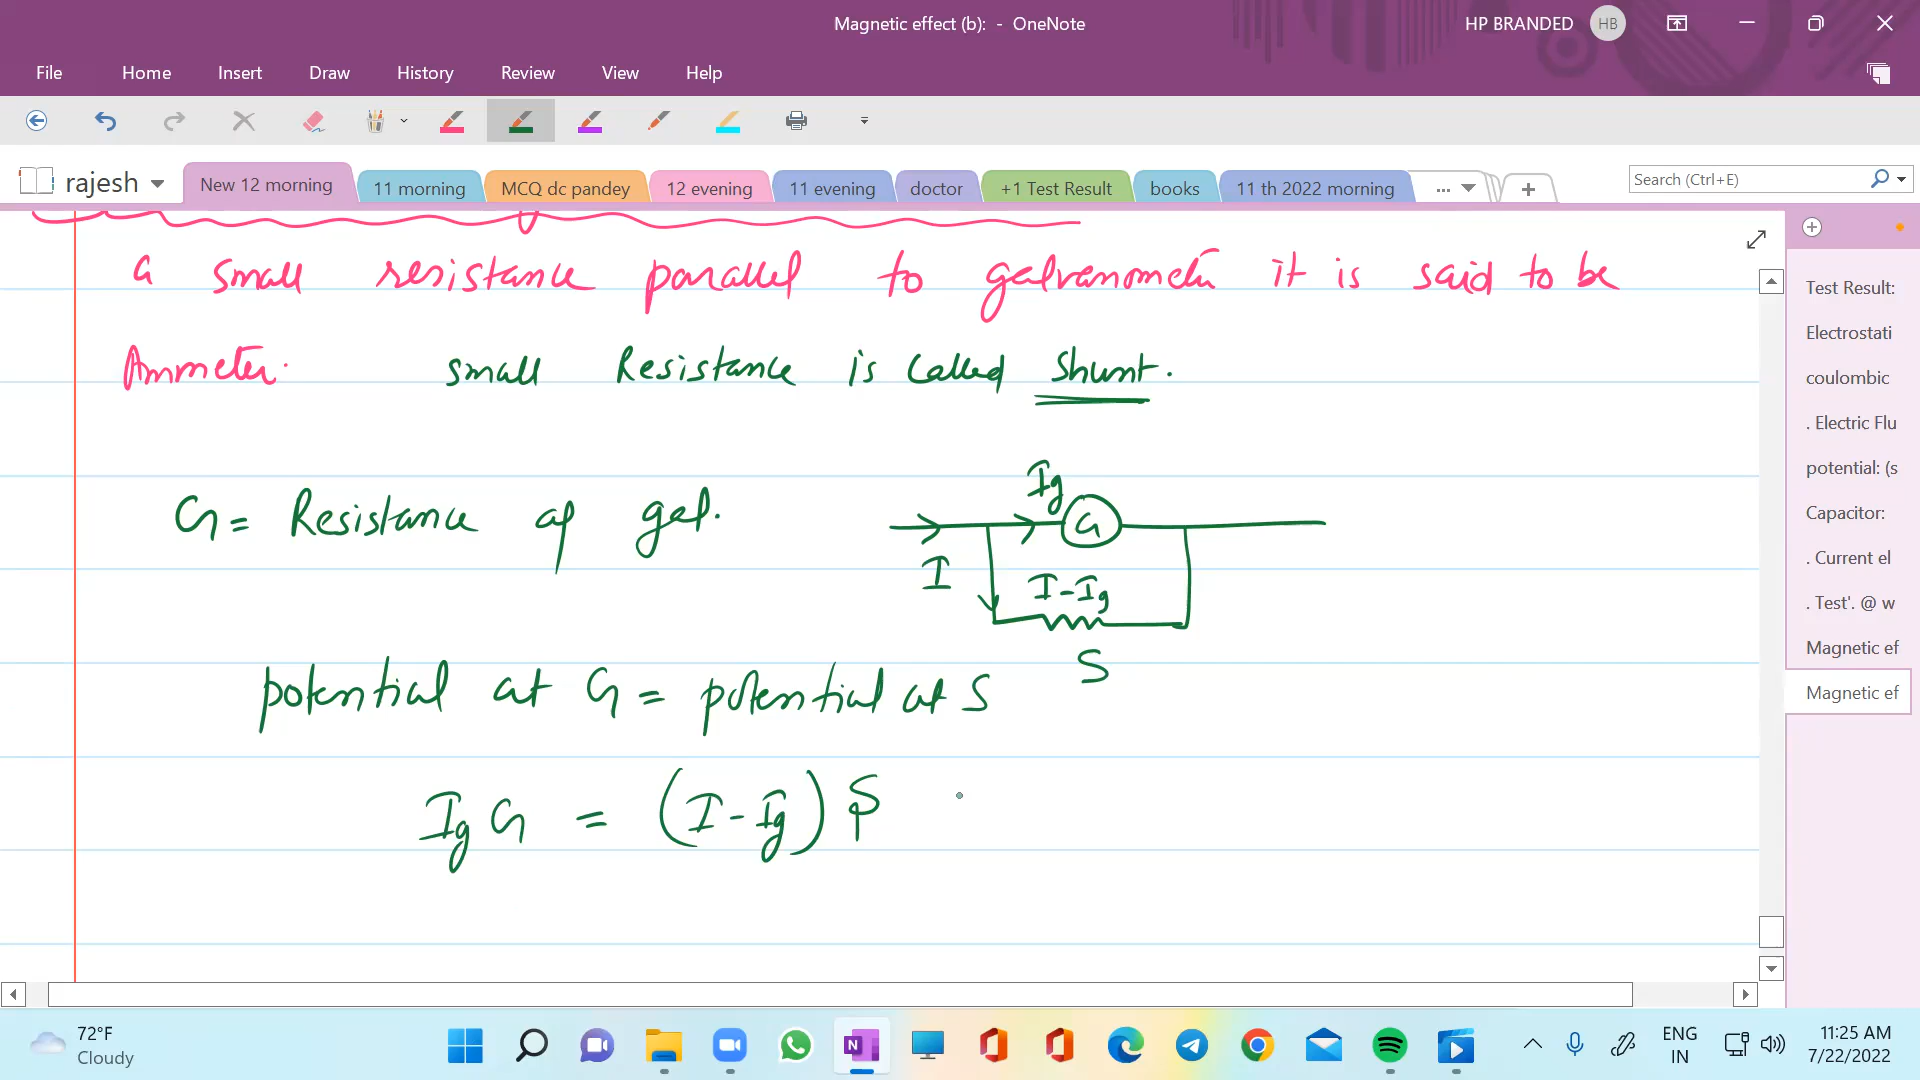 Magnetic effect (b): - OneNote
HP BRANDED HB
File Home Insert Draw History Review View Help
rajesh New 12 morning 11 morning MCQ dc pandey 12 evening 11 evening doctor +1 Test Result books 11 th 2022 morning ... + Search (Ctrl+E)
a small resistance parallel to it is said to be
Ammeter. small Resistance is called Shunt.
G = Resistance of gal.
Ig
G
I
I-Ig
S
potential at G = potential at S
Ig G = (I-Ig) S
Test Result:
Electrostati
coulombic
. Electric Flu
potential: (s
Capacitor:
. Current el
. Test'. @ w
Magnetic ef
Magnetic ef
72°F
Cloudy
ENG
IN
11:25 AM
7/22/2022